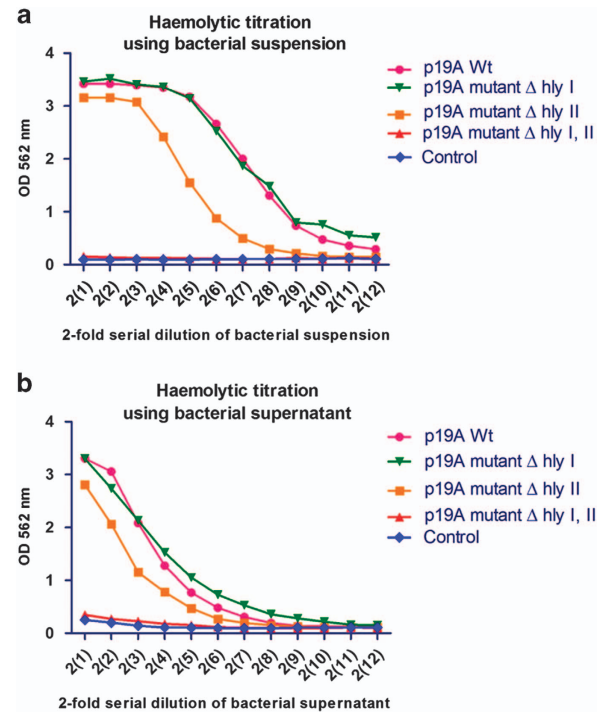 a
Haemolytic titration
using bacterial suspension
4
3
2
1
0
OD 562 nm
2(1) 2(2) 2(3) 2(4) 2(5) 2(6) 2(7) 2(8) 2(9) 2(10) 2(11) 2(12)
2-fold serial dilution of bacterial suspension
p19A Wt
p19A mutant Δ hly I
p19A mutant Δ hly II
p19A mutant Δ hly I, II
Control
b
Haemolytic titration
using bacterial supernatant
4
3
2
1
0
OD 562 nm
2(1) 2(2) 2(3) 2(4) 2(5) 2(6) 2(7) 2(8) 2(9) 2(10) 2(11) 2(12)
2-fold serial dilution of bacterial supernatant
p19A Wt
p19A mutant Δ hly I
p19A mutant Δ hly II
p19A mutant Δ hly I, II
Control